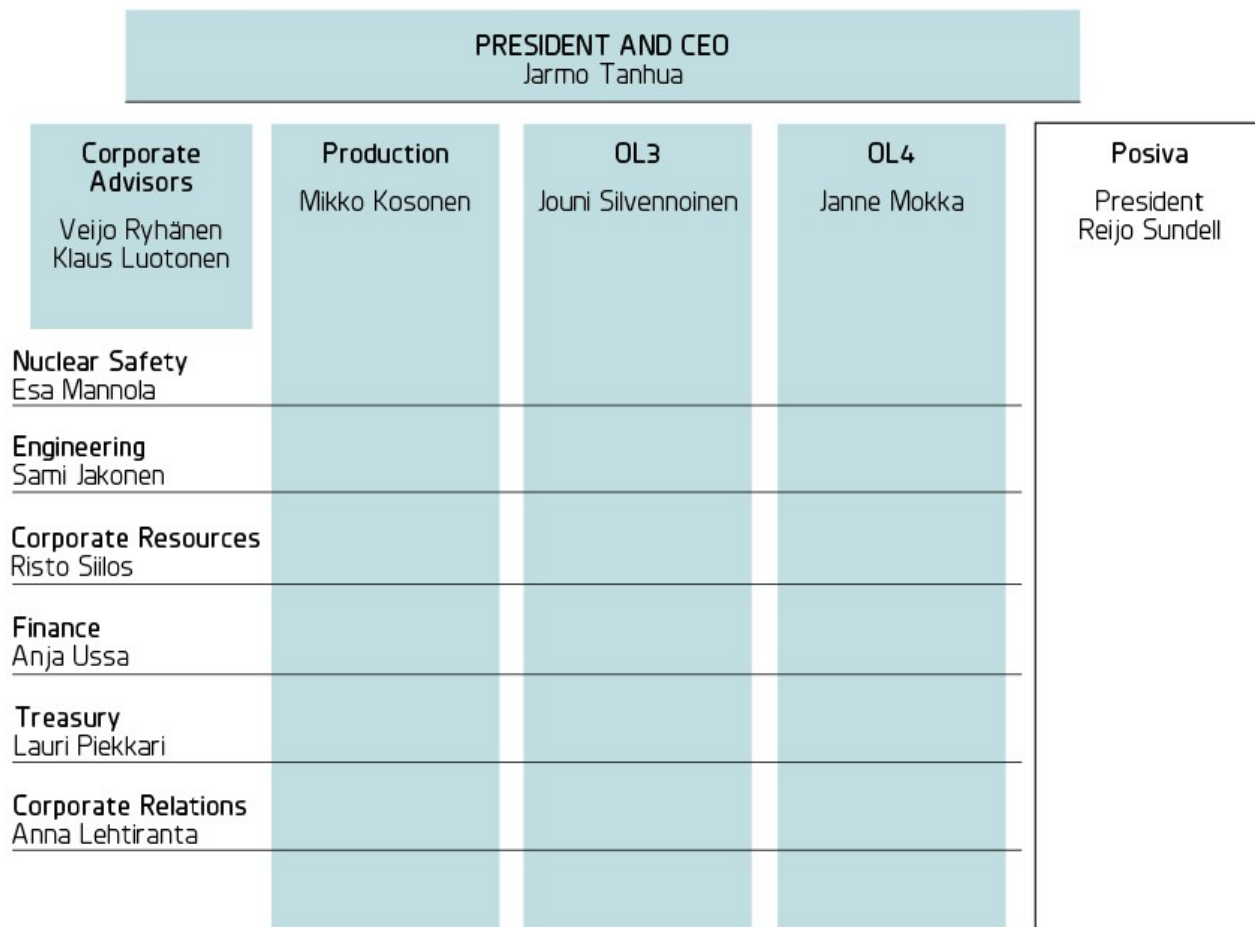 PRESIDENT AND CEO
Jarmo Tanhua
Corporate
Advisors
Veijo Ryhänen
Klaus Luotonen
Production
Mikko Kosonen
OL3
Jouni Silvennoinen
OL4
Janne Mokka
Posiva
President
Reijo Sundell
Nuclear Safety
Esa Mannola
Engineering
Sami Jakonen
Corporate Resources
Risto Siilos
Finance
Anja Ussa
Treasury
Lauri Piekkari
Corporate Relations
Anna Lehtiranta